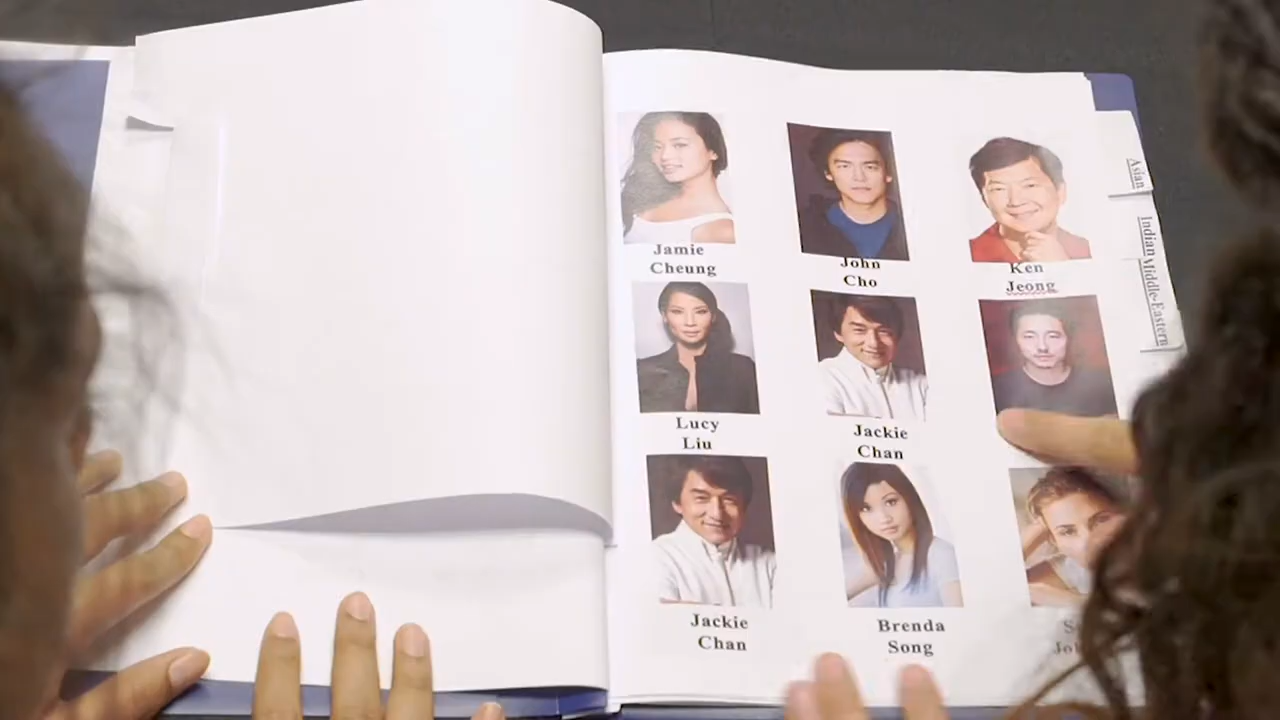 Jamie
Cheung
John
Cho
Ken
Jeong
Lucy
Liu
Jackie
Chan
Jackie
Chan
Brenda
Song
Asian
Indian
Middle-Eastern